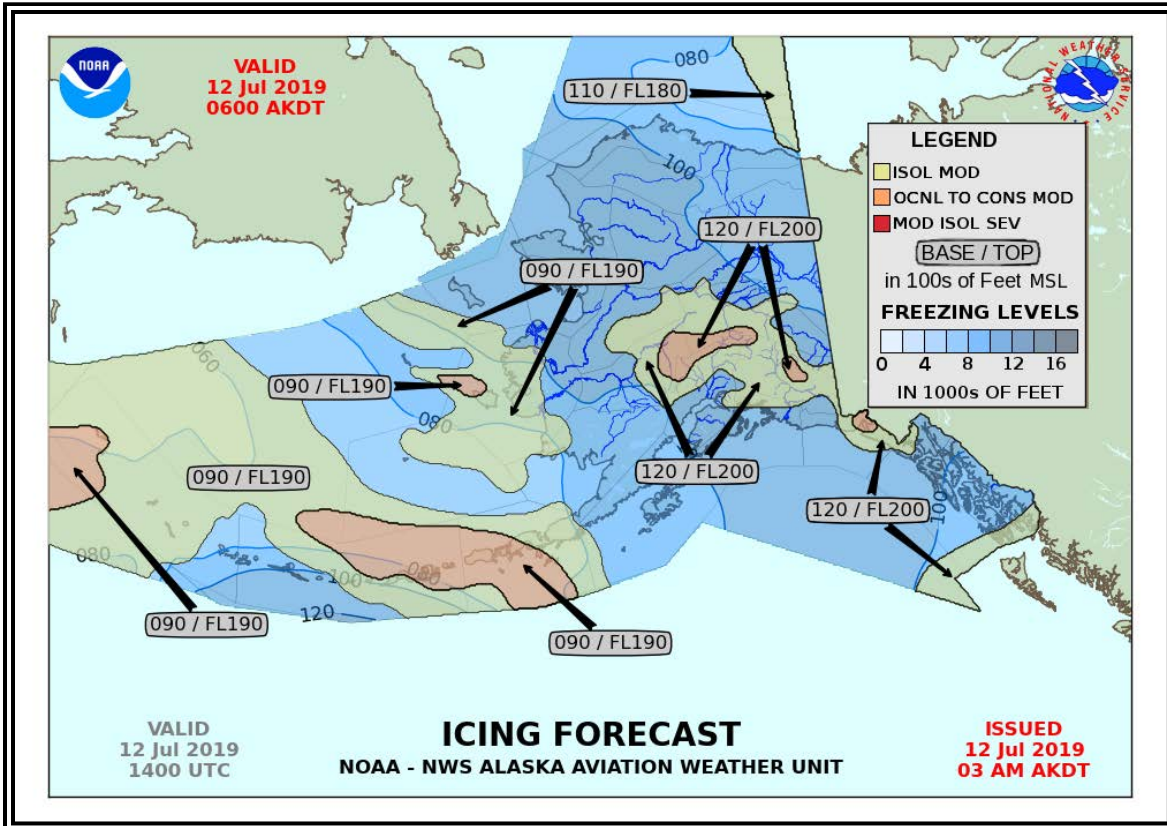 NOAA
VALID
12 Jul 2019
0600 AKDT
NATIONAL WEATHER SERVICE
080
110 / FL180
100
LEGEND
ISOL MOD
OCNL TO CONS MOD
MOD ISOL SEV
BASE / TOP
in 100s of Feet MSL
FREEZING LEVELS
0 4 8 12 16
IN 1000s OF FEET
120 / FL200
090 / FL190
060
090 / FL190
080
090 / FL190
120 / FL200
120 / FL200
100
080
100
080
120
090 / FL190
090 / FL190
VALID
12 Jul 2019
1400 UTC
ICING FORECAST
NOAA - NWS ALASKA AVIATION WEATHER UNIT
ISSUED
12 Jul 2019
03 AM AKDT